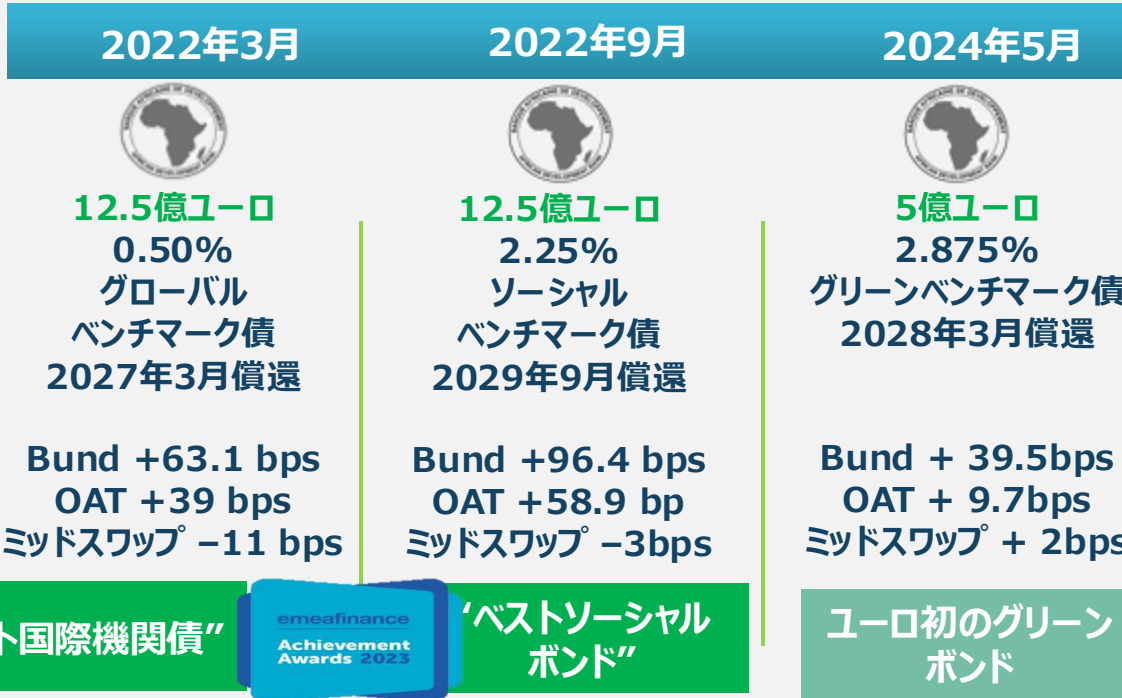 2022年3月
12.5億ユーロ
0.50%
グローバル
ベンチマーク債
2027年3月償還
Bund +63.1 bps
OAT +39 bps
ミッドスワップ –11 bps
ト国際機関債”
emeafinance
Achievement
Awards 2023
2022年9月
12.5億ユーロ
2.25%
ソーシャル
ベンチマーク債
2029年9月償還
Bund +96.4 bps
OAT +58.9 bp
ミッドスワップ –3bps
“ベストソーシャル
ボンド”
2024年5月
5億ユーロ
2.875%
グリーンベンチマーク債
2028年3月償還
Bund + 39.5bps
OAT + 9.7bps
ミッドスワップ + 2bps
ユーロ初のグリーン
ボンド